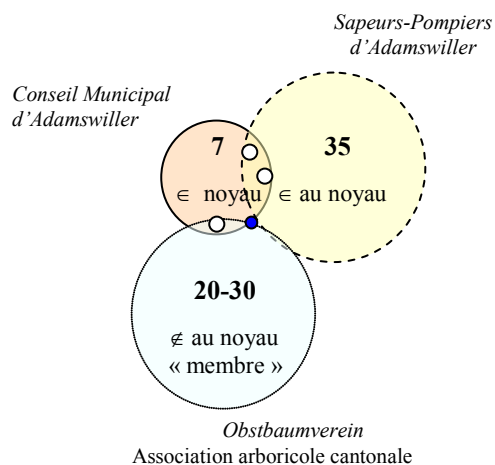 Sapeurs-Pompiers
d’Adamswiller
Conseil Municipal
d’Adamswiller
7
35
∈ noyau
∈ au noyau
20-30
∉ au noyau
« membre »
Obstbaumverein
Association arboricole cantonale